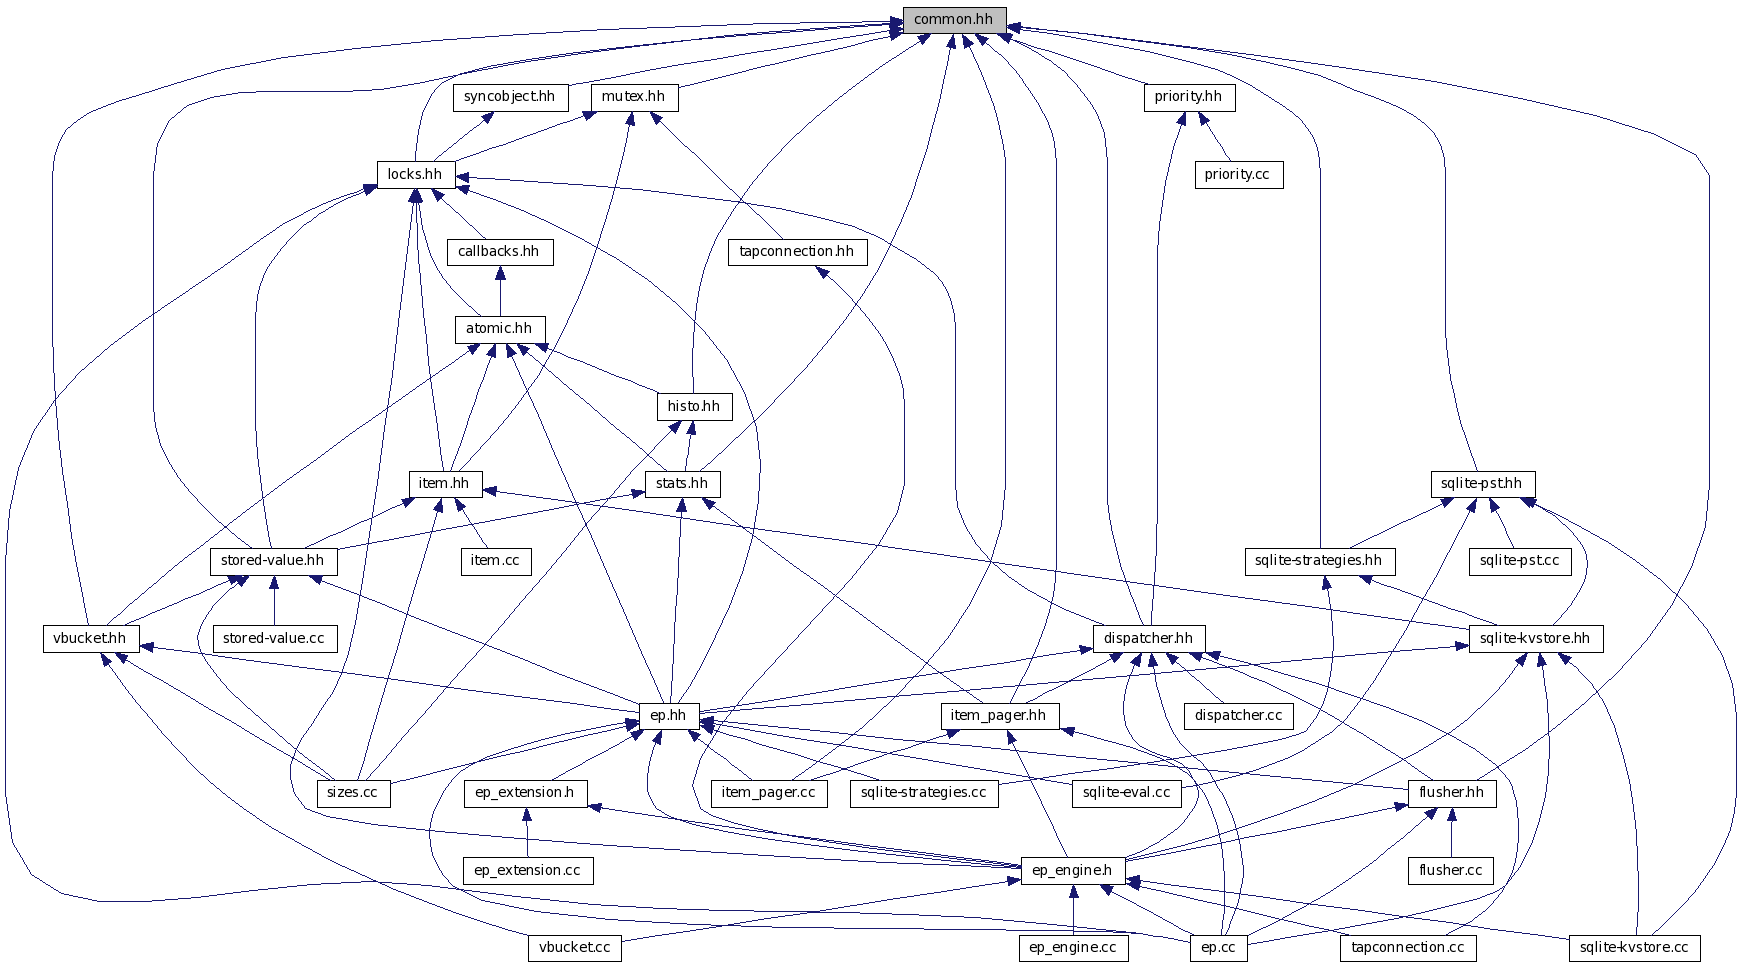 common.hh
syncobject.hh
mutex.hh
priority.hh
locks.hh
priority.cc
callbacks.hh
tapconnection.hh
atomic.hh
histo.hh
item.hh
stats.hh
sqlite-pst.hh
stored-value.hh
item.cc
sqlite-strategies.hh
sqlite-pst.cc
vbucket.hh
stored-value.cc
dispatcher.hh
sqlite-kvstore.hh
ep.hh
item_pager.hh
dispatcher.cc
sizes.cc
ep_extension.h
item_pager.cc
sqlite-strategies.cc
sqlite-eval.cc
flusher.hh
ep_extension.cc
ep_engine.h
flusher.cc
vbucket.cc
ep_engine.cc
ep.cc
tapconnection.cc
sqlite-kvstore.cc